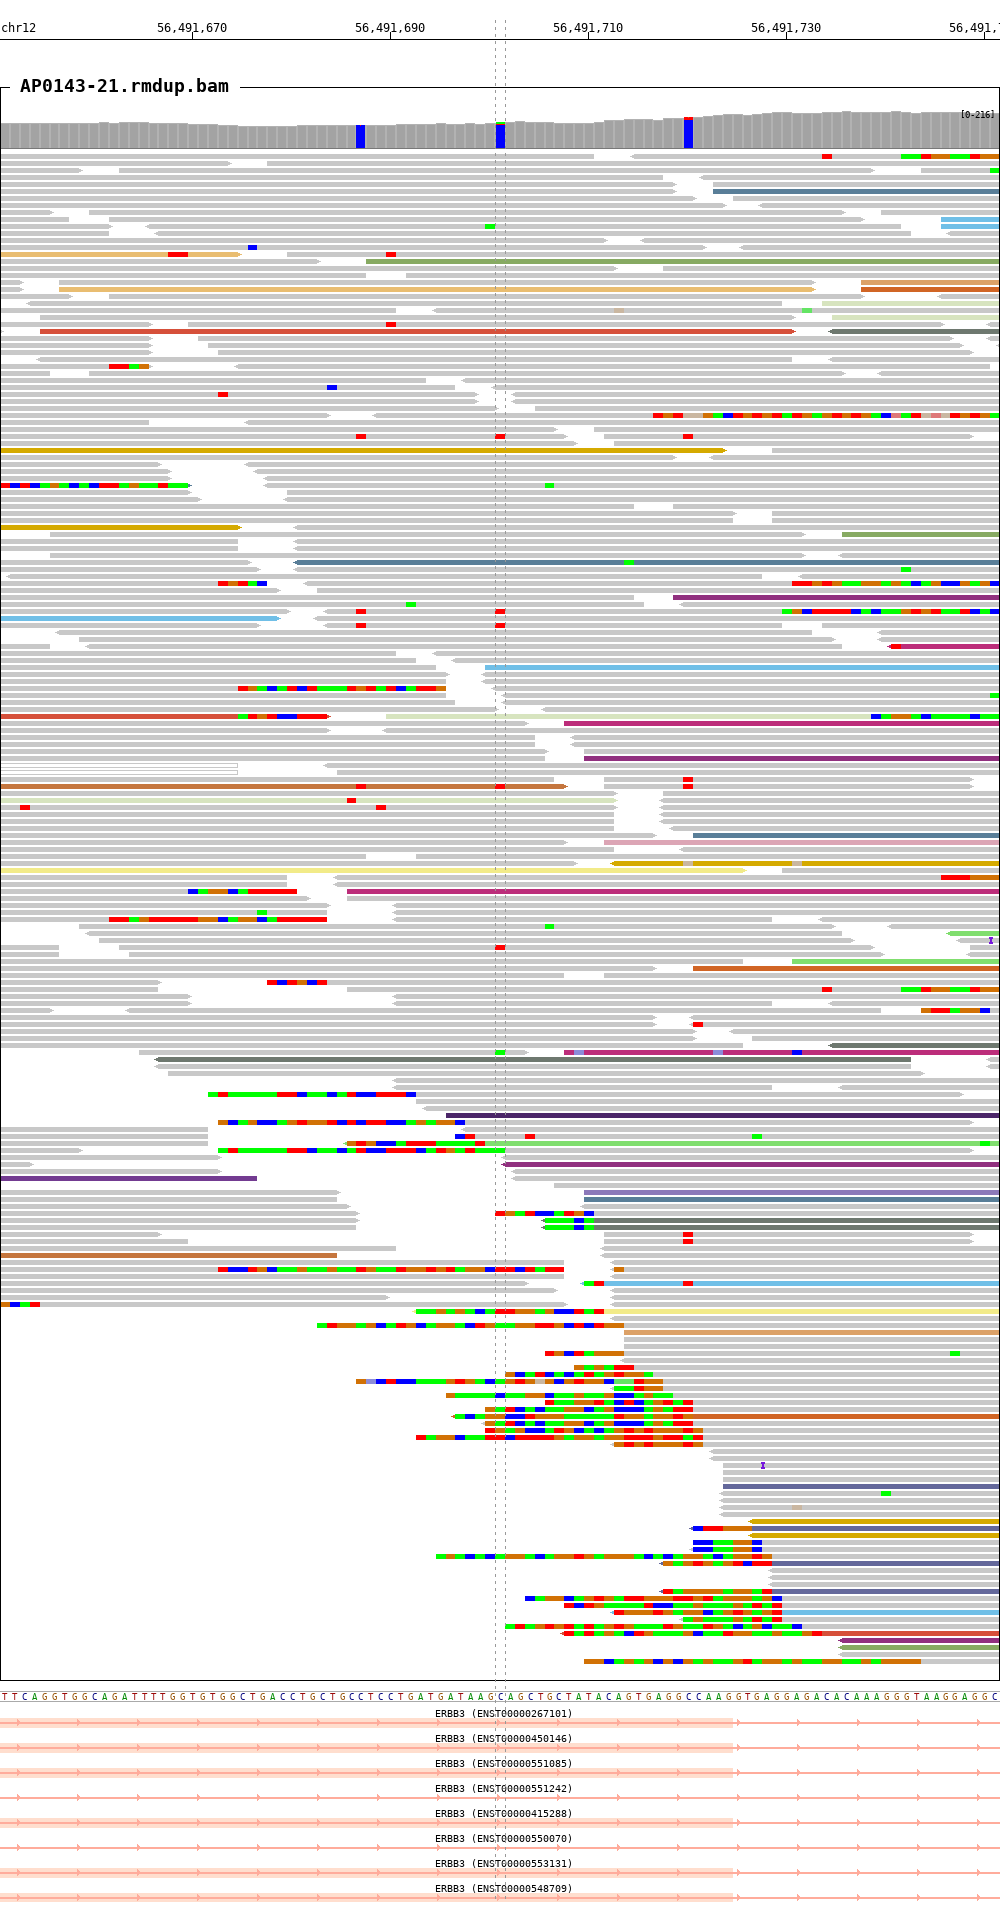 chr12 56,491,670 56,491,690 56,491,710 56,491,730 56,491,7
AP0143-21.rmdup.bam
[0-216]
TTCAGGTGGCAGATTTTGGTGTGGCTGACCTGCTGCCTCCTGATGATAAGCAGCTGCTATACAGTGAGGCCAAGGTGAGGAGACACAAAGGGTAAGGAGGC
ERBB3 (ENST00000267101)
ERBB3 (ENST00000450146)
ERBB3 (ENST00000551085)
ERBB3 (ENST00000551242)
ERBB3 (ENST00000415288)
ERBB3 (ENST00000550070)
ERBB3 (ENST00000553131)
ERBB3 (ENST00000548709)